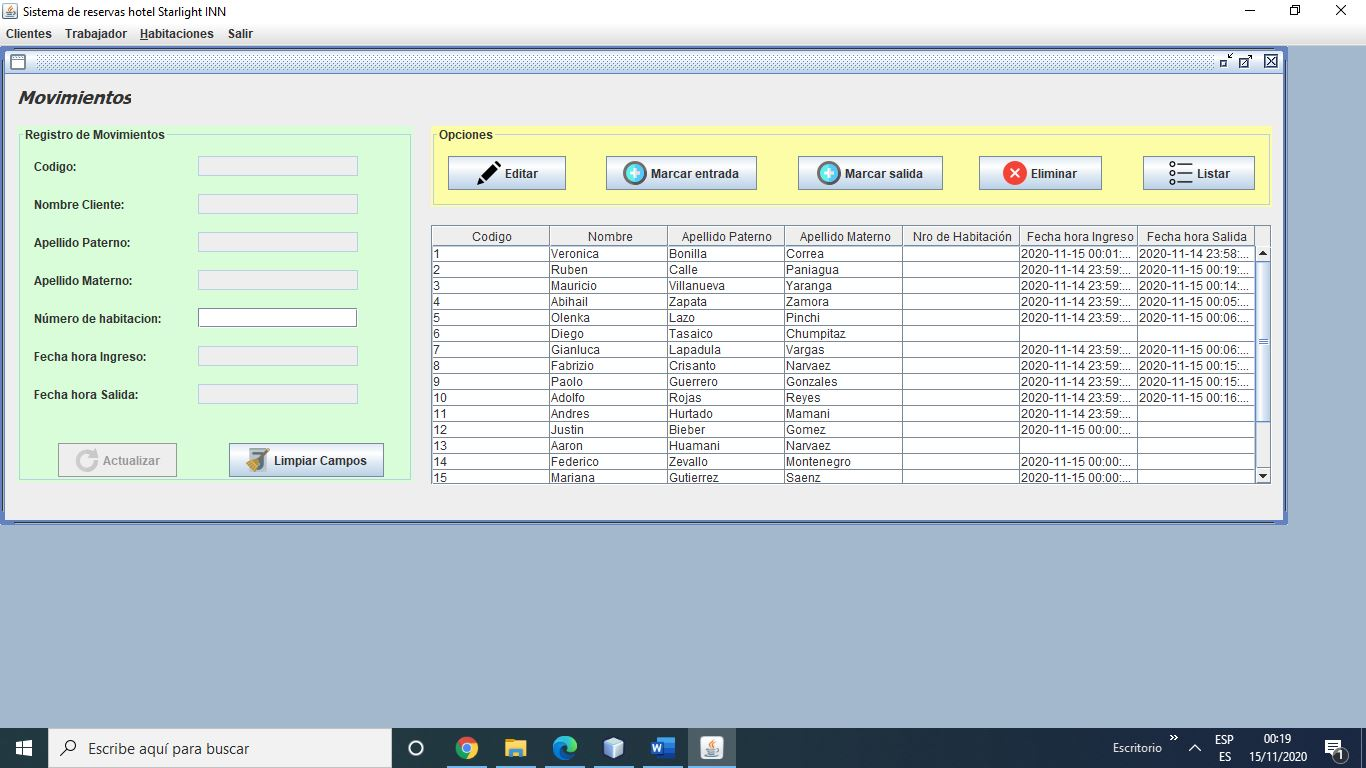 Sistema de reservas hotel Starlight INN
Clientes Trabajador Habitaciones Salir
Movimientos
Registro de Movimientos
Codigo:
Nombre Cliente:
Apellido Paterno:
Apellido Materno:
Número de habitacion:
Fecha hora Ingreso:
Fecha hora Salida:
Actualizar Limpiar Campos
Opciones
Editar Marcar entrada Marcar salida Eliminar Listar
Codigo Nombre Apellido Paterno Apellido Materno Nro de Habitación Fecha hora Ingreso Fecha hora Salida
1 Veronica Bonilla Correa 2020-11-15 00:01:... 2020-11-14 23:58:...
2 Ruben Calle Paniagua 2020-11-14 23:59:... 2020-11-15 00:19:...
3 Mauricio Villanueva Yaranga 2020-11-14 23:59:... 2020-11-15 00:14:...
4 Abihail Zapata Zamora 2020-11-14 23:59:... 2020-11-15 00:05:...
5 Olenka Lazo Pinchi 2020-11-14 23:59:... 2020-11-15 00:06:...
6 Diego Tasaico Chumpitaz
7 Gianluca Lapadula Vargas 2020-11-14 23:59:... 2020-11-15 00:06:...
8 Fabrizio Crisanto Narvaez 2020-11-14 23:59:... 2020-11-15 00:15:...
9 Paolo Guerrero Gonzales 2020-11-14 23:59:... 2020-11-15 00:15:...
10 Adolfo Rojas Reyes 2020-11-14 23:59:... 2020-11-15 00:16:...
11 Andres Hurtado Mamani 2020-11-14 23:59:...
12 Justin Bieber Gomez 2020-11-15 00:00:...
13 Aaron Huamani Narvaez
14 Federico Zevallo Montenegro 2020-11-15 00:00:...
15 Mariana Gutierrez Saenz 2020-11-15 00:00:...
Escribe aquí para buscar
Escritorio
ESP
ES
00:19
15/11/2020
1